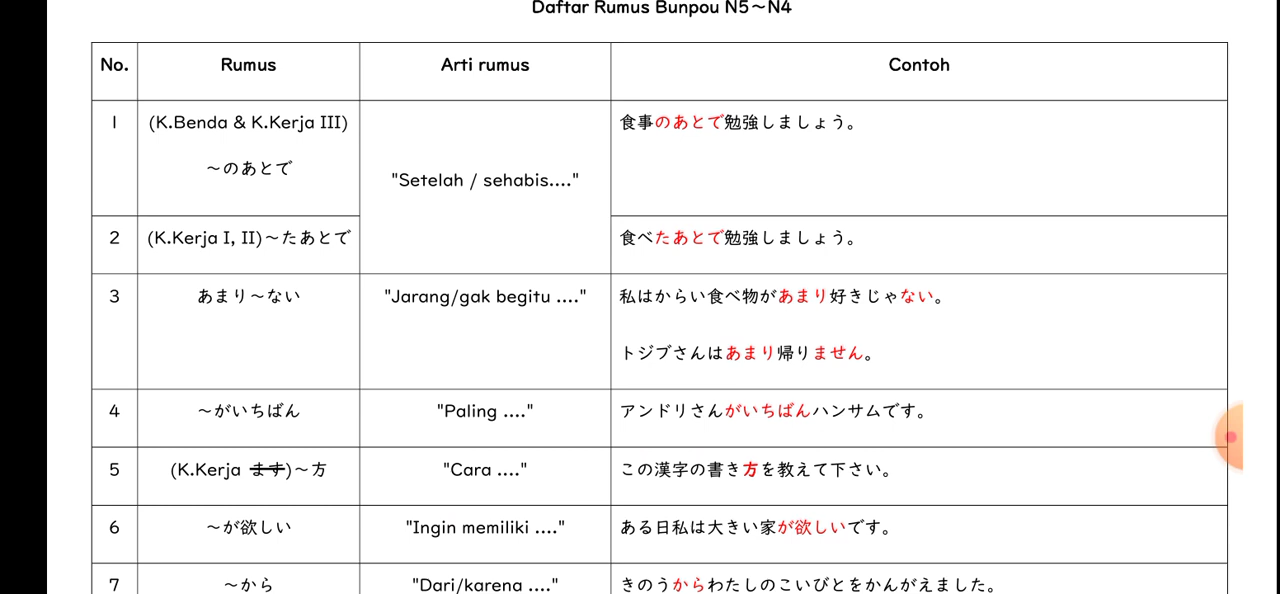 Daftar Rumus Bunpou N5～N4
No. Rumus Arti rumus Contoh
1 (K.Benda & K.Kerja III) 食事のあとで勉強しましょう。
～のあとで
"Setelah / sehabis...."
2 (K.Kerja I, II)～たあとで 食べたあとで勉強しましょう。
3 あまり～ない "Jarang/gak begitu ...." 私はからい食べ物があまり好きじゃない。
トジブさんはあまり帰りません。
4 ～がいちばん "Paling ...." アンドリさんがいちばんハンサムです。
5 (K.Kerja ます)～方 "Cara ...." この漢字の書き方を教えて下さい。
6 ～が欲しい "Ingin memiliki ...." ある日私は大きい家が欲しいです。
7 ～から "Dari/karena ...." きのうからわたしのこいびとをかんがえました。